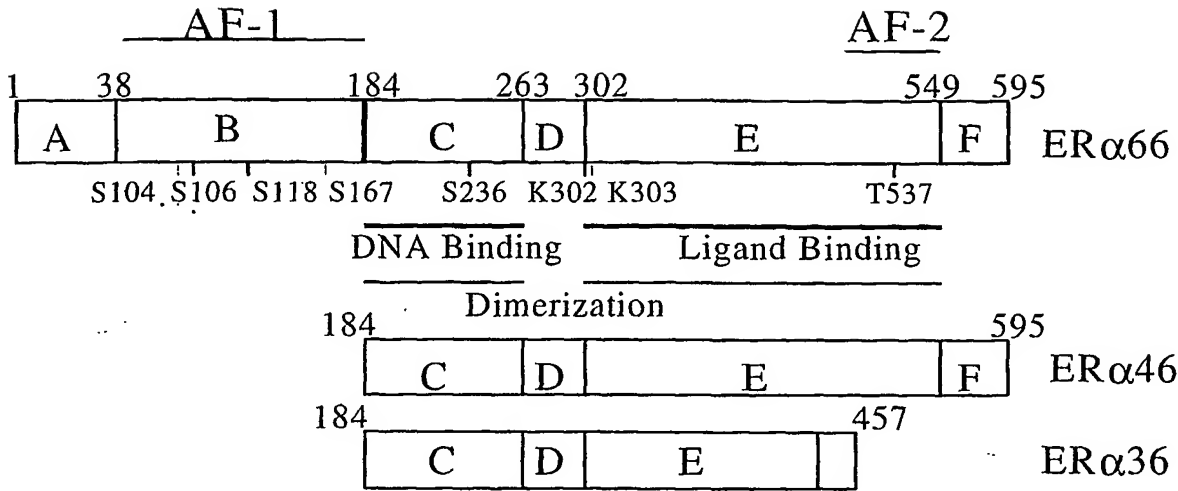 AF-1 AF-2
1 38 184 263 302 549 595
A B C D E F ERα66
S104 S106 S118 S167 S236 K302 K303 T537
DNA Binding Ligand Binding
Dimerization
184 595
C D E F ERα46
184 457
C D E ERα36